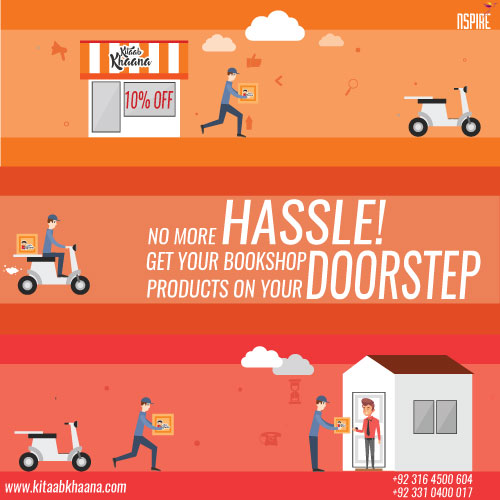 NSPIRE
Kitaab
Khaana
10% OFF
NO MORE HASSLE!
GET YOUR BOOKSHOP
PRODUCTS ON YOUR DOORSTEP
www.kitaabkhaana.com
+92 316 4500 604
+92 331 0400 017